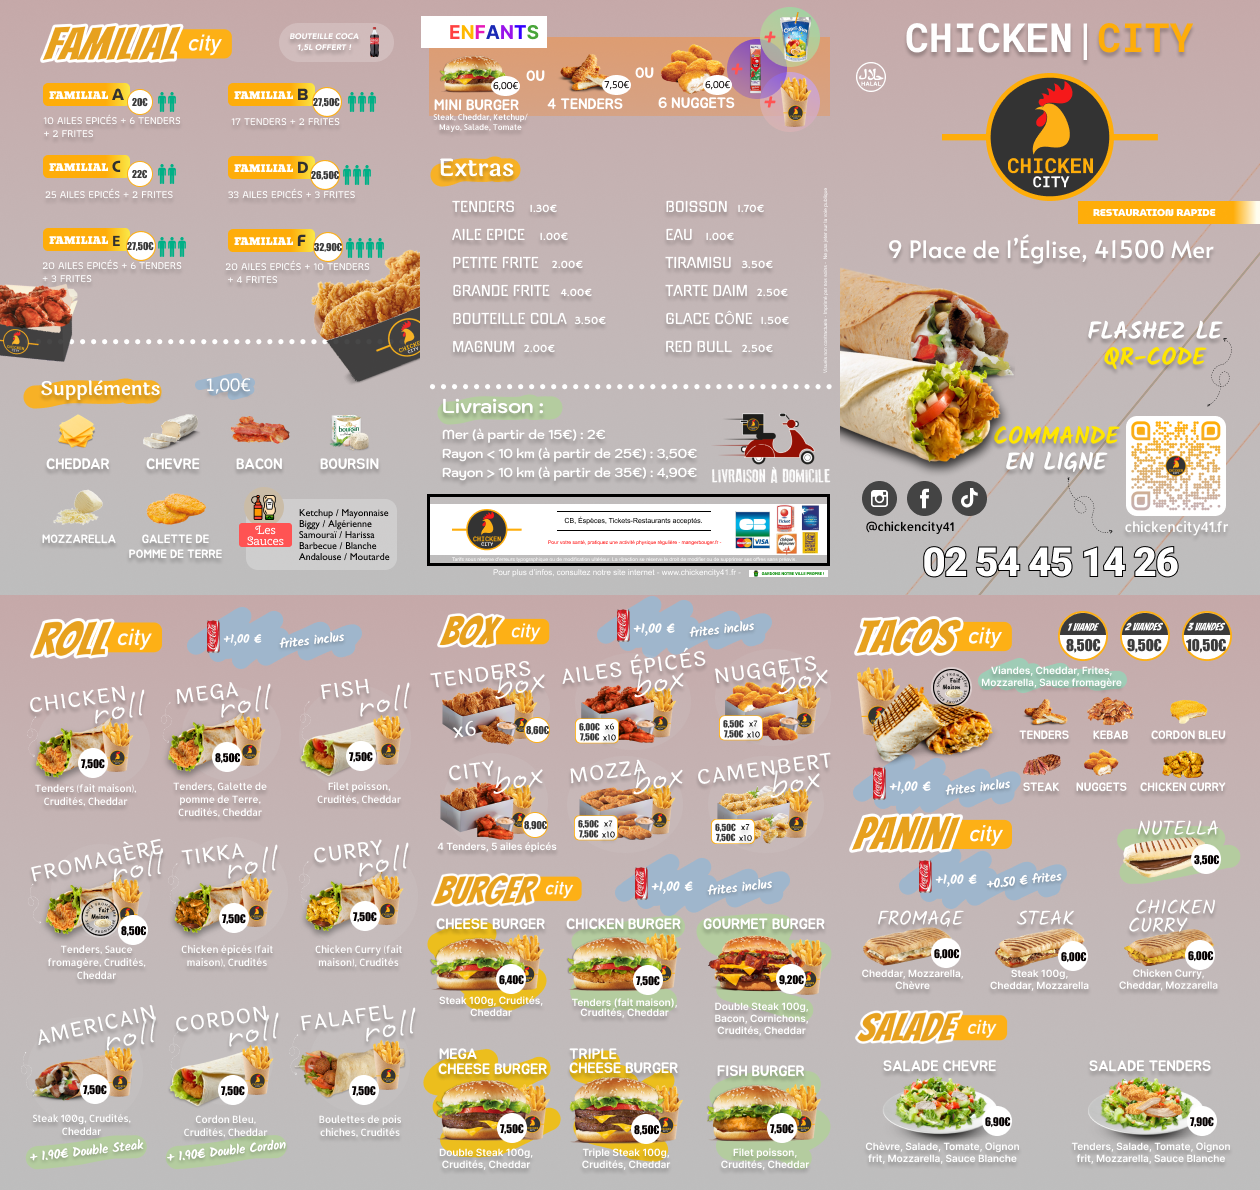 FAMILIAL city
BOUTEILLE COCA
1,5L OFFERT !
FAMILIAL A 20€
10 AILES EPICÉS + 6 TENDERS
+ 2 FRITES
FAMILIAL B 27,50€
17 TENDERS + 2 FRITES
FAMILIAL C 22€
25 AILES EPICÉS + 2 FRITES
FAMILIAL D 26,50€
33 AILES EPICÉS + 3 FRITES
FAMILIAL E 27,50€
20 AILES EPICÉS + 6 TENDERS
+ 3 FRITES
FAMILIAL F 32,90€
20 AILES EPICÉS + 10 TENDERS
+ 4 FRITES
Suppléments 1,00€
CHEDDAR CHEVRE BACON BOURSIN
MOZZARELLA
GALETTE DE
POMME DE TERRE
Les
Sauces
Ketchup / Mayonnaise
Biggy / Algérienne
Samouraï / Harissa
Barbecue / Blanche
Andalouse / Moutarde
ENFANTS
6,00€ OU 7,50€ OU 6,00€ + + +
MINI BURGER 4 TENDERS 6 NUGGETS
Steak, Cheddar, Ketchup/
Mayo, Salade, Tomate
Extras
TENDERS 1.30€
AILE EPICE 1.00€
PETITE FRITE 2.00€
GRANDE FRITE 4.00€
BOUTEILLE COLA 3.50€
MAGNUM 2.00€
BOISSON 1.70€
EAU 1.00€
TIRAMISU 3.50€
TARTE DAIM 2.50€
GLACE CÔNE 1.50€
RED BULL 2.50€
Livraison :
Mer (à partir de 15€) : 2€
Rayon < 10 km (à partir de 25€) : 3,50€
Rayon > 10 km (à partir de 35€) : 4,90€
LIVRAISON À DOMICILE
CHICKEN
CITY
CB, Éspèces, Tickets-Restaurants acceptés.
Pour votre santé, pratiquez une activité physique régulière - mangerbouger.fr -
CB
VISA
Pour plus d'infos, consultez notre site internet - www.chickencity41.fr -
GARDONS NOTRE VILLE PROPRE !
CHICKEN | CITY
HALAL
CHICKEN
CITY
RESTAURATION RAPIDE
9 Place de l'Église, 41500 Mer
FLASHEZ LE
QR-CODE
COMMANDE
EN LIGNE
@chickencity41
chickencity41.fr
02 54 45 14 26
ROLL city
+1,00 € frites inclus
CHICKEN roll
7,50€
Tenders (fait maison),
Crudités, Cheddar
MEGA roll
8,50€
Tenders, Galette de
pomme de Terre,
Crudités, Cheddar
FISH roll
7,50€
Filet poisson,
Crudités, Cheddar
FROMAGÈRE roll
Fait
Maison
8,50€
Tenders, Sauce
fromagère, Crudités,
Cheddar
TIKKA roll
7,50€
Chicken épicés (fait
maison), Crudités
CURRY roll
7,50€
Chicken Curry (fait
maison), Crudités
AMERICAIN roll
7,50€
Steak 100g, Crudités,
Cheddar
+ 1.90€ Double Steak
CORDON roll
7,50€
Cordon Bleu,
Crudités, Cheddar
+ 1.90€ Double Cordon
FALAFEL roll
7,50€
Boulettes de pois
chiches, Crudités
BOX city
+1,00 € frites inclus
TENDERS box
x6 8,60€
AILES ÉPICÉS box
6,00€ x6
7,50€ x10
NUGGETS box
6,50€ x7
7,50€ x10
CITY box
8,90€
4 Tenders, 5 ailes épicés
MOZZA box
6,50€ x7
7,50€ x10
CAMENBERT box
6,50€ x7
7,50€ x10
BURGER city
+1,00 € frites inclus
CHEESE BURGER
6,40€
Steak 100g, Crudités,
Cheddar
CHICKEN BURGER
7,50€
Tenders (fait maison),
Crudités, Cheddar
GOURMET BURGER
9,20€
Double Steak 100g,
Bacon, Cornichons,
Crudités, Cheddar
MEGA
CHEESE BURGER
7,50€
Double Steak 100g,
Crudités, Cheddar
TRIPLE
CHEESE BURGER
8,50€
Triple Steak 100g,
Crudités, Cheddar
FISH BURGER
7,50€
Filet poisson,
Crudités, Cheddar
TACOS city
1 VIANDE 8,50€
2 VIANDES 9,50€
3 VIANDES 10,50€
Viandes, Cheddar, Frites,
Mozzarella, Sauce fromagère
Fait
Maison
TENDERS KEBAB CORDON BLEU
STEAK NUGGETS CHICKEN CURRY
+1,00 € frites inclus
PANINI city
+1,00 € +0.50 € frites
NUTELLA
3,50€
FROMAGE
6,00€
Cheddar, Mozzarella,
Chèvre
STEAK
6,00€
Steak 100g,
Cheddar, Mozzarella
CHICKEN
CURRY
6,00€
Chicken Curry,
Cheddar, Mozzarella
SALADE city
SALADE CHEVRE
6,90€
Chèvre, Salade, Tomate, Oignon
frit, Mozzarella, Sauce Blanche
SALADE TENDERS
7,90€
Tenders, Salade, Tomate, Oignon
frit, Mozzarella, Sauce Blanche